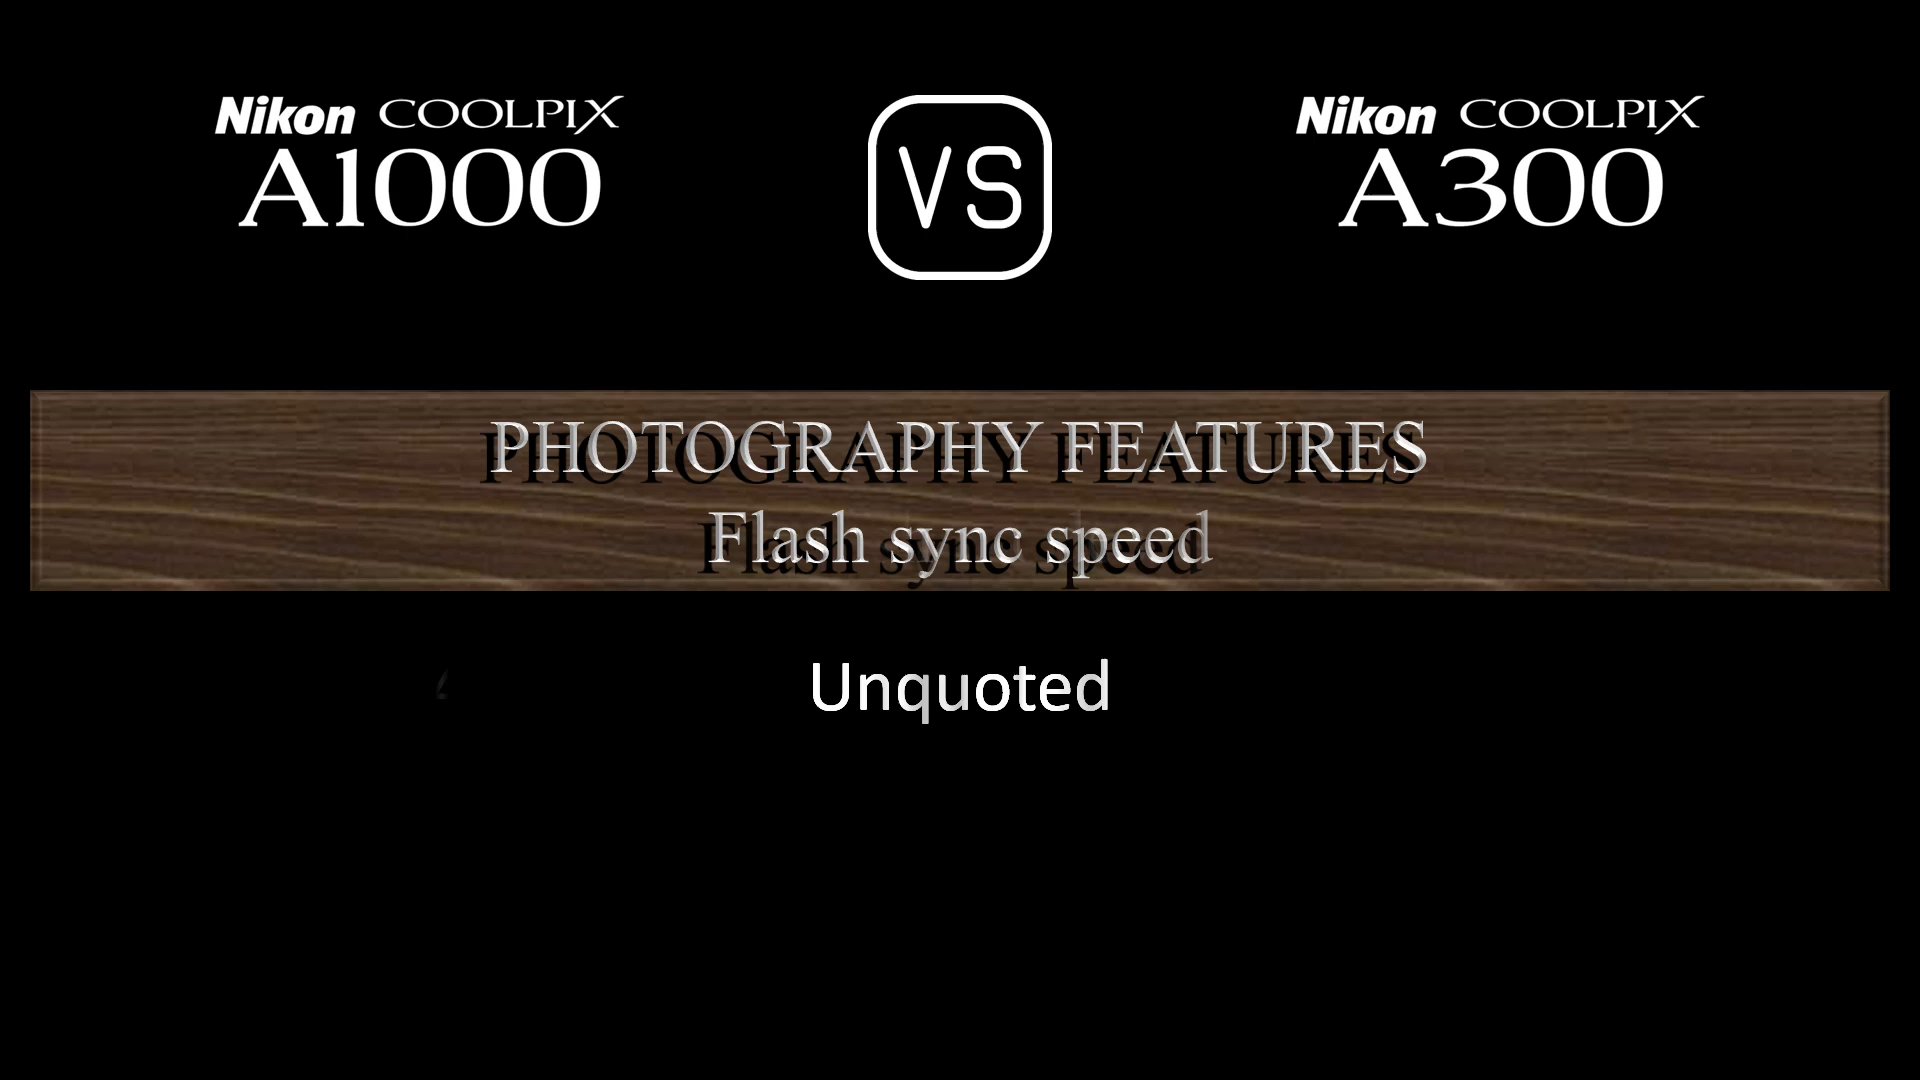 Nikon COOLPIX
A1000
VS
Nikon COOLPIX
A300
PHOTOGRAPHY FEATURES
Flash sync speed
Unquoted